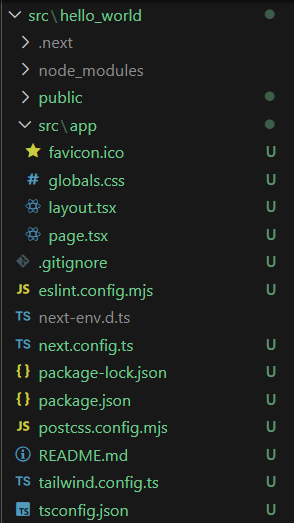 src\hello_world
.next
node_modules
public
src\app
favicon.ico U
# globals.css U
layout.tsx U
page.tsx U
.gitignore U
JS eslint.config.mjs U
TS next-env.d.ts
TS next.config.ts U
{} package-lock.json U
{} package.json U
JS postcss.config.mjs U
README.md U
TS tailwind.config.ts U
TS tsconfig.json U